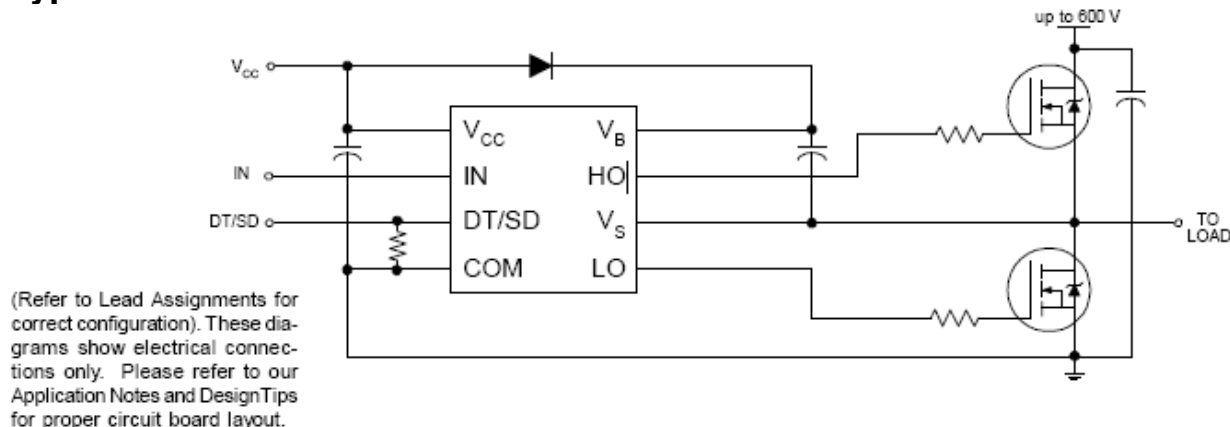 up to 600 V
VCC
VCC
VB
IN
IN
HO
DT/SD
DT/SD
VS
TO
LOAD
COM
LO
(Refer to Lead Assignments for
correct configuration). These dia-
grams show electrical connec-
tions only. Please refer to our
Application Notes and DesignTips
for proper circuit board layout.